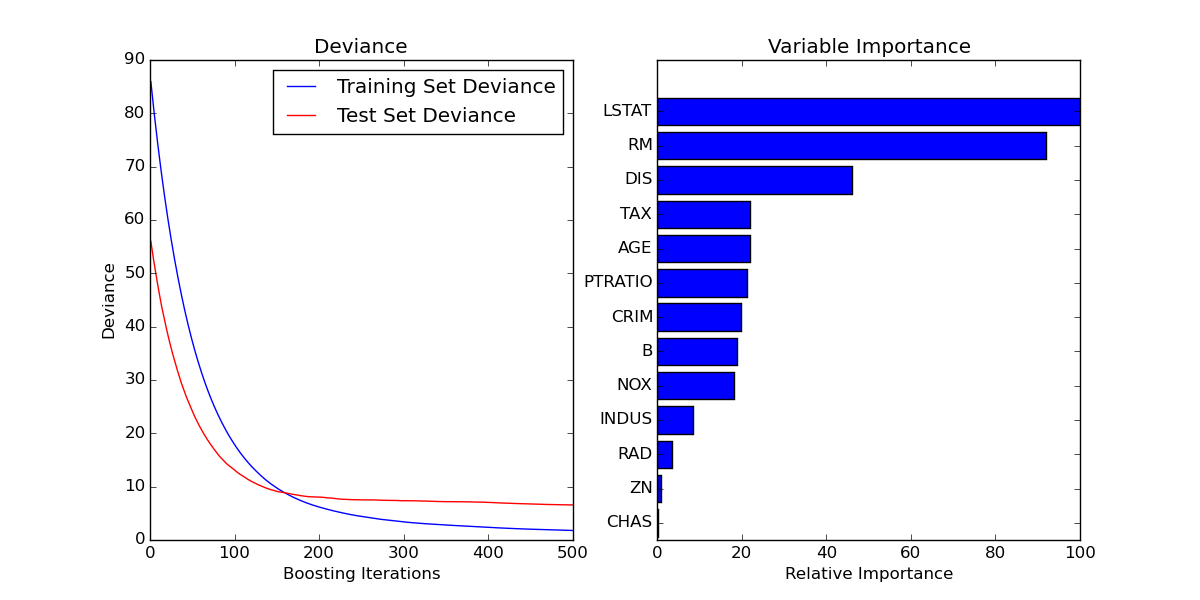 Deviance
90
80
70
60
50
40
30
20
10
0
Deviance
0 100 200 300 400 500
Boosting Iterations
Training Set Deviance
Test Set Deviance
Variable Importance
LSTAT
RM
DIS
TAX
AGE
PTRATIO
CRIM
B
NOX
INDUS
RAD
ZN
CHAS
0 20 40 60 80 100
Relative Importance